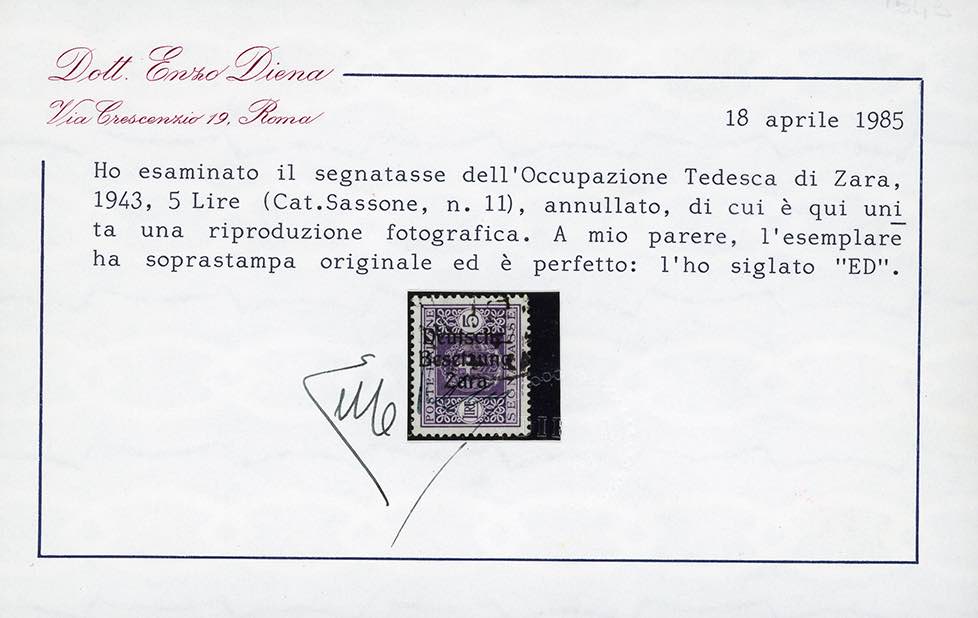 Dott. Enzo Diena
Via Crescenzio 19, Roma
18 aprile 1985
Ho esaminato il segnatasse dell'Occupazione Tedesca di Zara,
1943, 5 Lire (Cat.Sassone, n. 11), annullato, di cui è qui uni
ta una riproduzione fotografica. A mio parere, l'esemplare
ha soprastampa originale ed è perfetto: l'ho siglato "ED".
5
Deutsche
Besetzung
Zara
LIRE